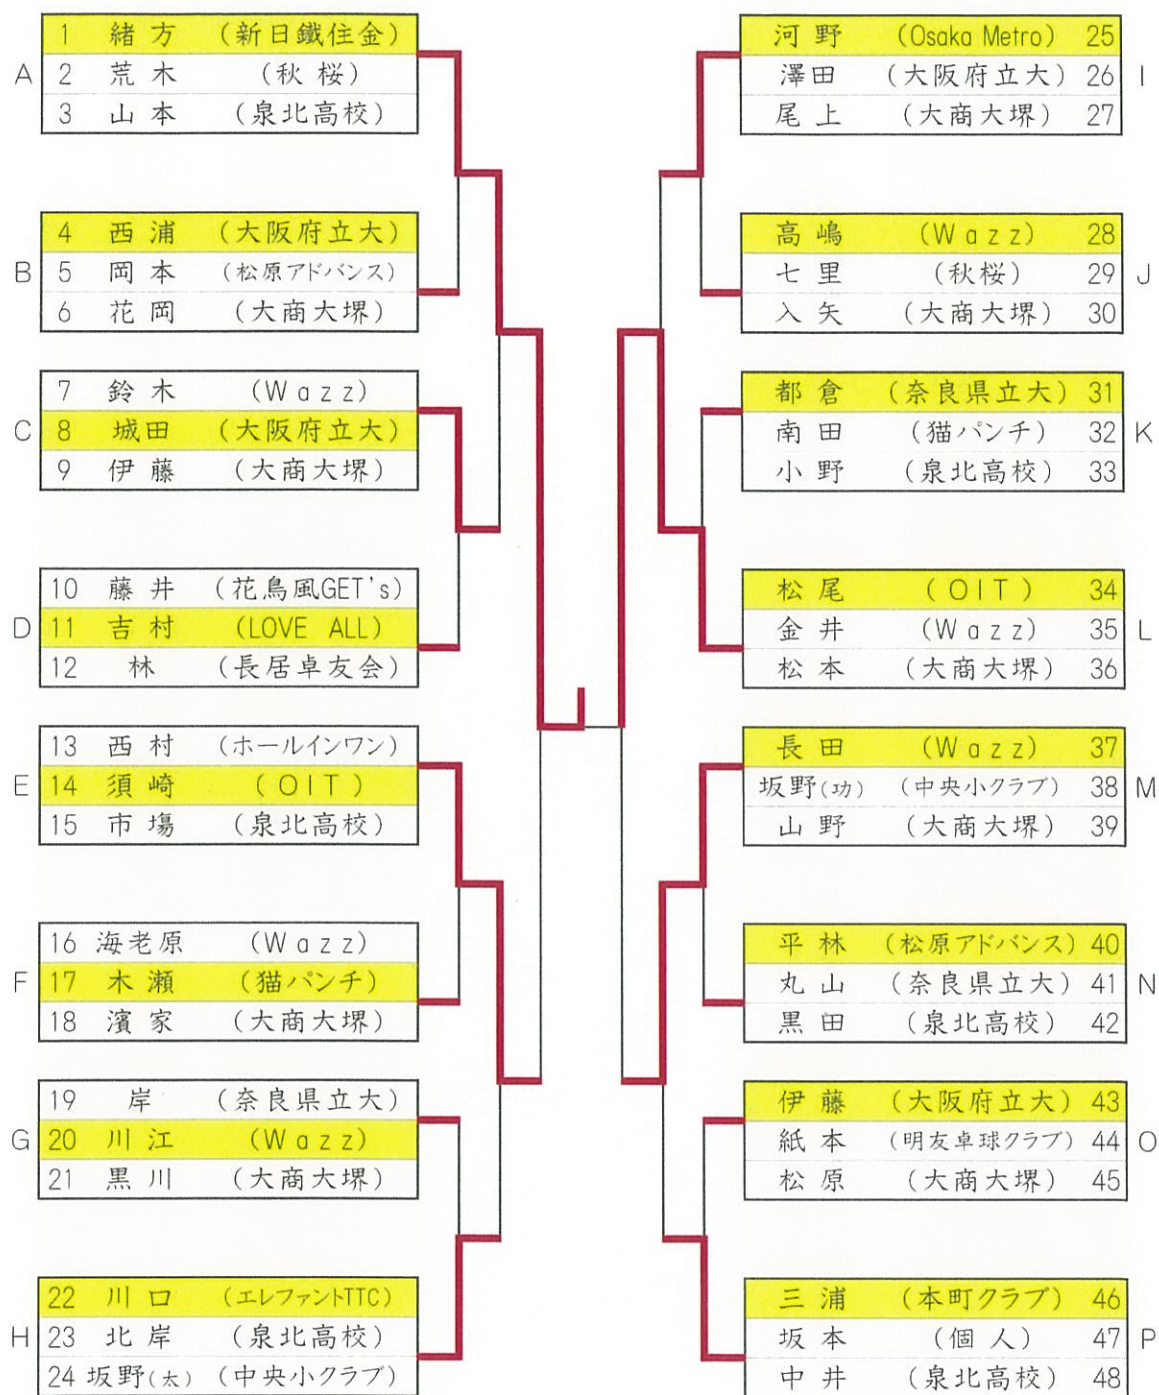 A
1 緒方 (新日鐵住金)
2 荒木 (秋桜)
3 山本 (泉北高校)
B
4 西浦 (大阪府立大)
5 岡本 (松原アドバンス)
6 花岡 (大商大堺)
C
7 鈴木 (Wazz)
8 城田 (大阪府立大)
9 伊藤 (大商大堺)
D
10 藤井 (花鳥風GET's)
11 吉村 (LOVE ALL)
12 林 (長居卓友会)
E
13 西村 (ホールインワン)
14 須崎 (OIT)
15 市場 (泉北高校)
F
16 海老原 (Wazz)
17 木瀬 (猫パンチ)
18 濱家 (大商大堺)
G
19 岸 (奈良県立大)
20 川江 (Wazz)
21 黒川 (大商大堺)
H
22 川口 (エレファントTTC)
23 北岸 (泉北高校)
24 坂野(太) (中央小クラブ)
河野 (Osaka Metro) 25
澤田 (大阪府立大) 26
尾上 (大商大堺) 27
I
高嶋 (Wazz) 28
七里 (秋桜) 29
入矢 (大商大堺) 30
J
都倉 (奈良県立大) 31
南田 (猫パンチ) 32
小野 (泉北高校) 33
K
松尾 (OIT) 34
金井 (Wazz) 35
松本 (大商大堺) 36
L
長田 (Wazz) 37
坂野(功) (中央小クラブ) 38
山野 (大商大堺) 39
M
平林 (松原アドバンス) 40
丸山 (奈良県立大) 41
黒田 (泉北高校) 42
N
伊藤 (大阪府立大) 43
紙本 (明友卓球クラブ) 44
松原 (大商大堺) 45
O
三浦 (本町クラブ) 46
坂本 (個人) 47
中井 (泉北高校) 48
P